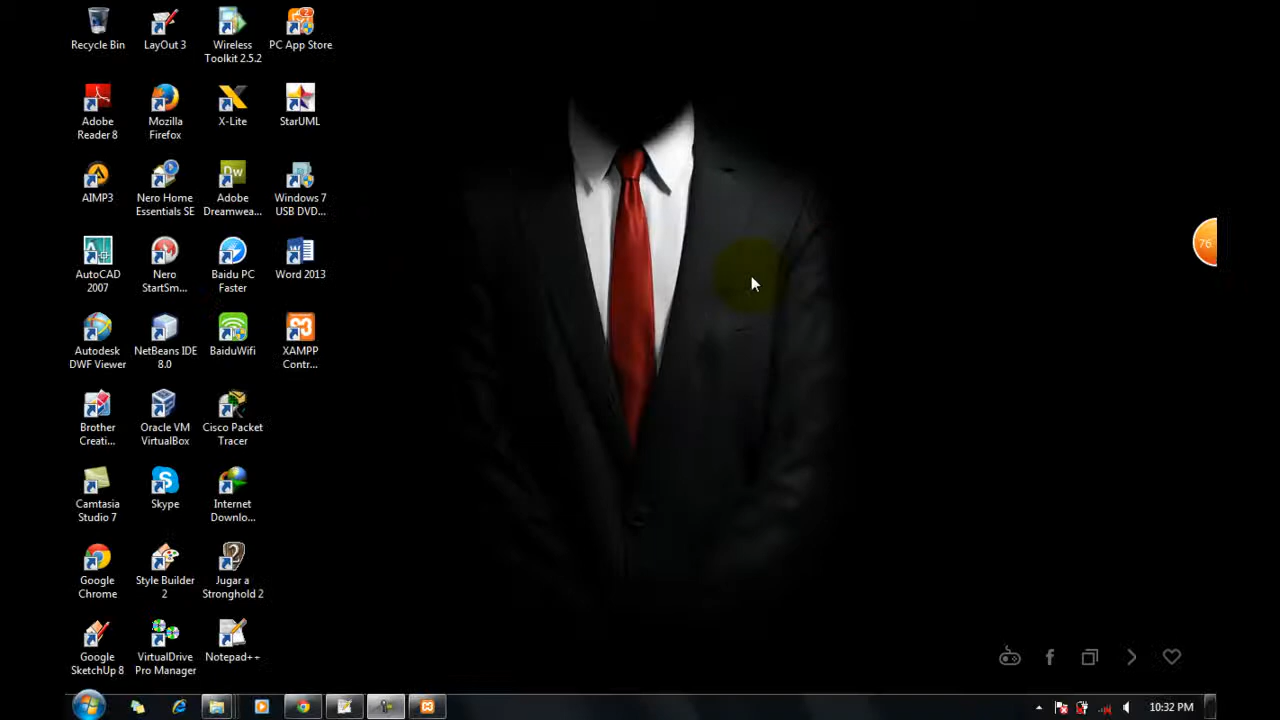 Recycle Bin
LayOut 3
Wireless
Toolkit 2.5.2
2
PC App Store
Adobe
Reader 8
Mozilla
Firefox
X-Lite
StarUML
AIMP3
Nero Home
Essentials SE
Dw
Adobe
Dreamwea...
Windows 7
USB DVD...
AutoCAD
2007
Nero
StartSm...
Baidu PC
Faster
Word 2013
Autodesk
DWF Viewer
NetBeans IDE
8.0
BaiduWifi
XAMPP
Contr...
Brother
Creati...
Oracle VM
VirtualBox
Cisco Packet
Tracer
Camtasia
Studio 7
Skype
Internet
Downlo...
Google
Chrome
Style Builder
2
Jugar a
Stronghold 2
Google
SketchUp 8
VirtualDrive
Pro Manager
Notepad++
76
10:32 PM